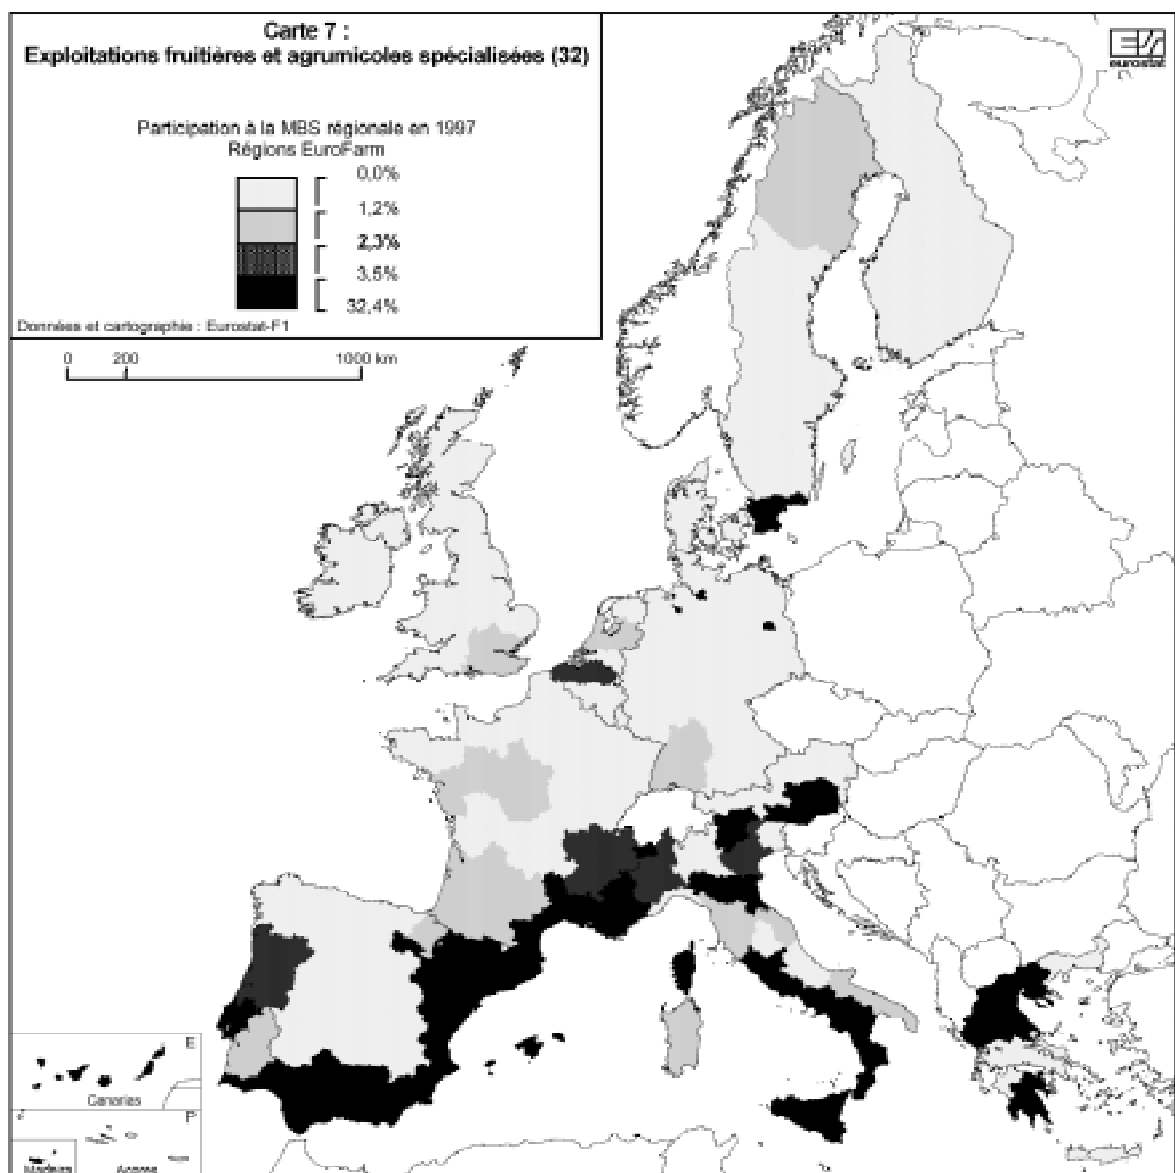 Carte 7 :
Exploitations fruitières et agrumicoles spécialisées (32)
eurostat
Participation à la MBS régionale en 1997
Régions EuroFarm
0,0%
1,2%
2,3%
3,5%
32,4%
Données et cartographie : Eurostat-F1
0 200 1000 km
E
Canarias
P